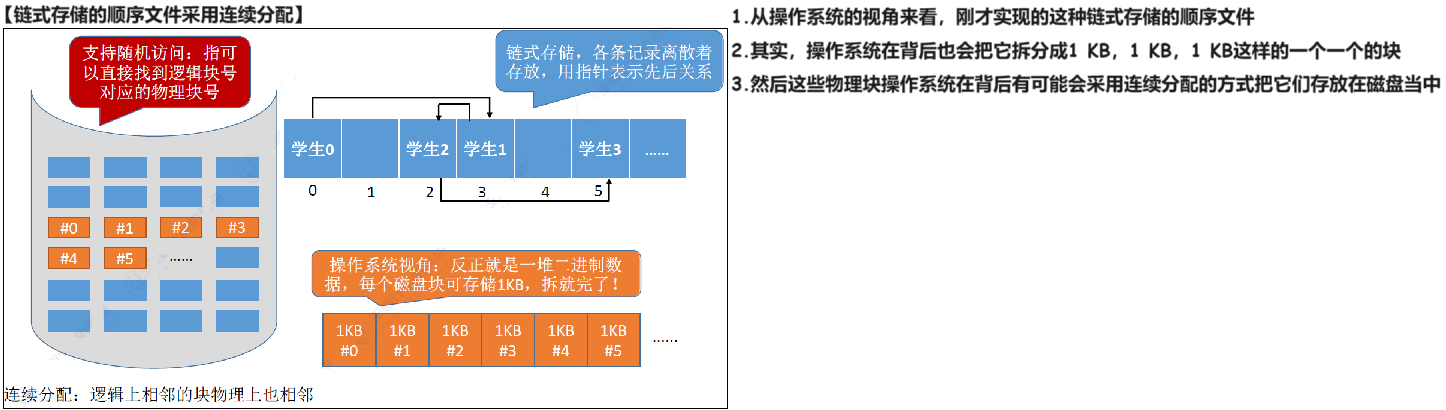 【链式存储的顺序文件采用连续分配】
支持随机访问：指可
以直接找到逻辑块号
对应的物理块号
链式存储，各条记录离散着
存放，用指针表示先后关系
学生0 学生2 学生1 学生3 ……
0 1 2 3 4 5
#0 #1 #2 #3
#4 #5 ……
操作系统视角：反正就是一堆二进制数
据，每个磁盘块可存储1KB，拆就完了！
1KB 1KB 1KB 1KB 1KB 1KB
#0 #1 #2 #3 #4 #5 ……
连续分配：逻辑上相邻的块物理上也相邻
1.从操作系统的视角来看，刚才实现的这种链式存储的顺序文件
2.其实，操作系统在背后也会把它拆分成1 KB，1 KB，1 KB这样的一个一个的块
3.然后这些物理块操作系统在背后有可能会采用连续分配的方式把它们存放在磁盘当中